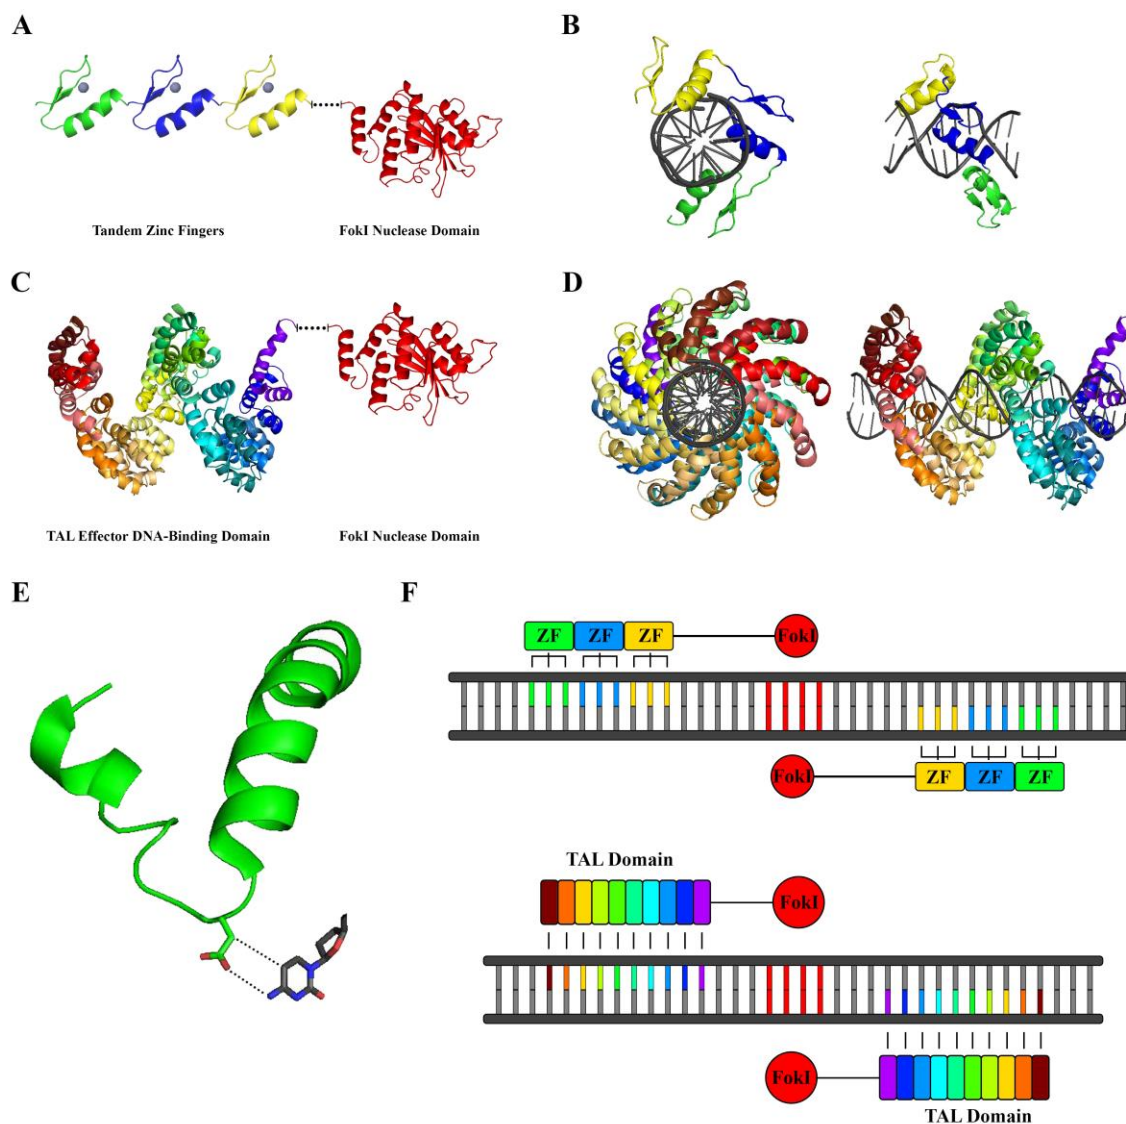 A
B
Tandem Zinc Fingers
FokI Nuclease Domain
C
D
TAL Effector DNA-Binding Domain
FokI Nuclease Domain
E
F
ZF ZF ZF FokI
FokI ZF ZF ZF
TAL Domain
FokI
FokI
TAL Domain